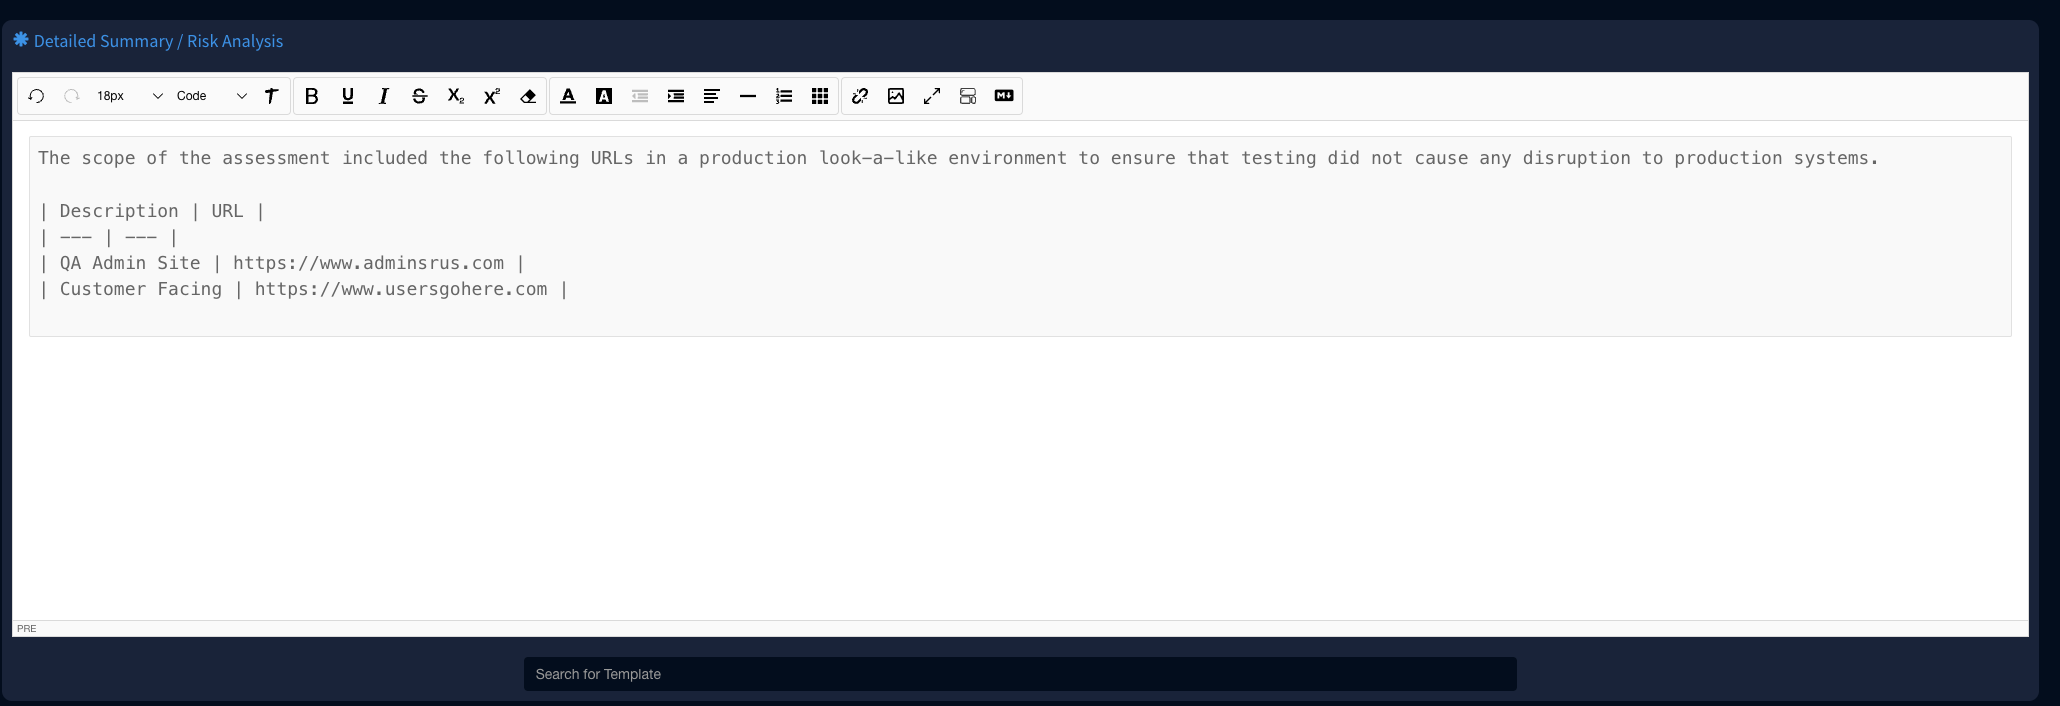 Detailed Summary / Risk Analysis
18px Code
The scope of the assessment included the following URLs in a production look-a-like environment to ensure that testing did not cause any disruption to production systems.
| Description | URL |
| --- | --- |
| QA Admin Site | https://www.adminsrus.com |
| Customer Facing | https://www.usersgohere.com |
PRE
Search for Template